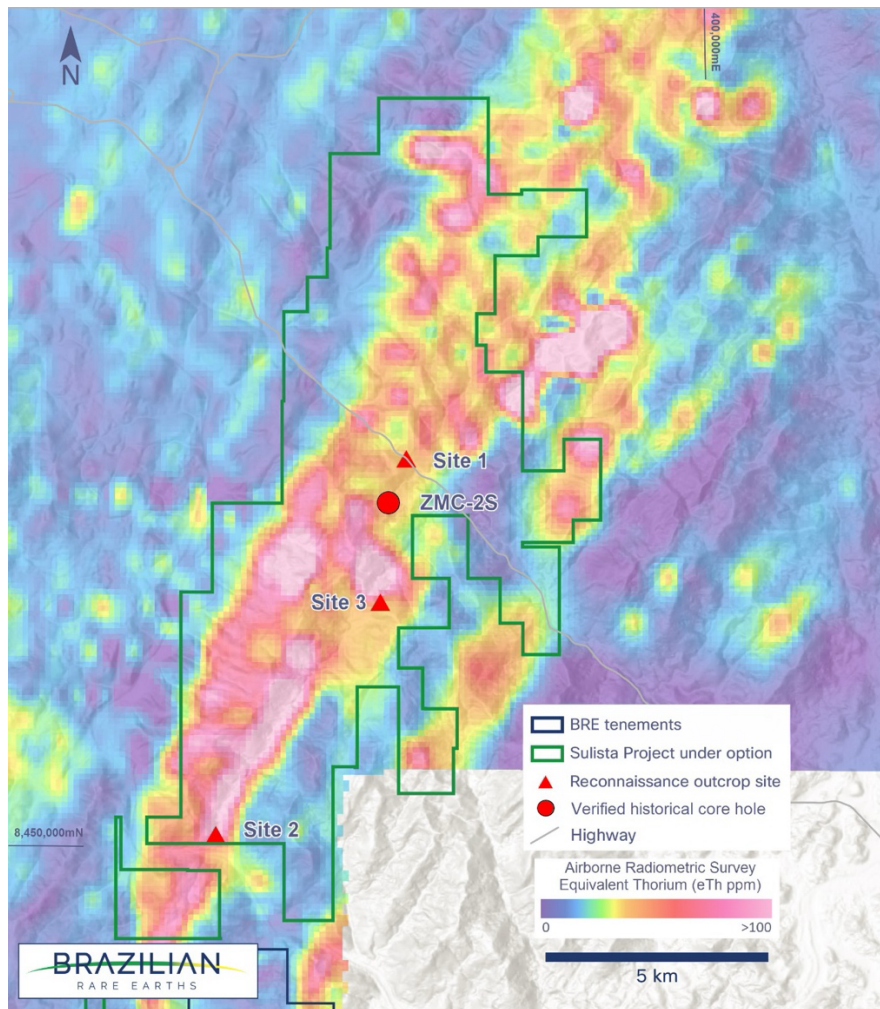 N
400,000mE
Site 1
ZMC-2S
Site 3
Site 2
8,450,000mN
BRE tenements
Sulista Project under option
Reconnaissance outcrop site
Verified historical core hole
Highway
Airborne Radiometric Survey
Equivalent Thorium (eTh ppm)
0 >100
5 km
BRAZILIAN
RARE EARTHS